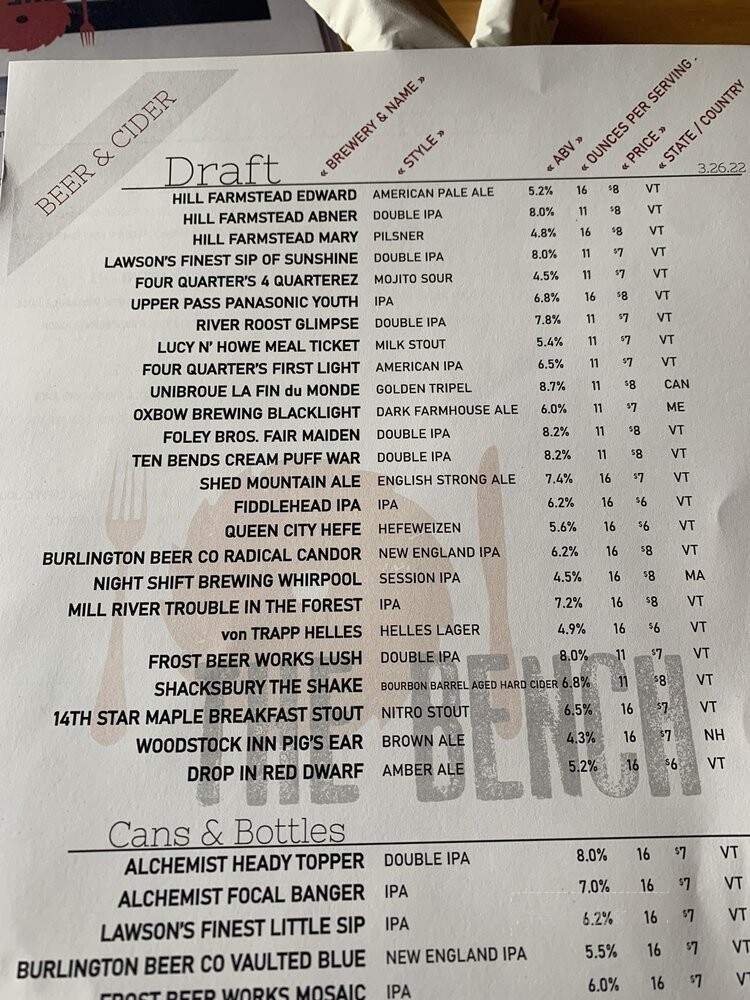 BEER & CIDER
« BREWERY & NAME »
« STYLE »
« ABV »
« OUNCES PER SERVING
« PRICE »
« STATE / COUNTRY
Draft 3.26.22
HILL FARMSTEAD EDWARD AMERICAN PALE ALE 5.2% 16 $8 VT
HILL FARMSTEAD ABNER DOUBLE IPA 8.0% 11 $8 VT
HILL FARMSTEAD MARY PILSNER 4.8% 16 $8 VT
LAWSON'S FINEST SIP OF SUNSHINE DOUBLE IPA 8.0% 11 $7 VT
FOUR QUARTER'S 4 QUARTEREZ MOJITO SOUR 4.5% 11 $7 VT
UPPER PASS PANASONIC YOUTH IPA 6.8% 16 $8 VT
RIVER ROOST GLIMPSE DOUBLE IPA 7.8% 11 $7 VT
LUCY N' HOWE MEAL TICKET MILK STOUT 5.4% 11 $7 VT
FOUR QUARTER'S FIRST LIGHT AMERICAN IPA 6.5% 11 $7 VT
UNIBROUE LA FIN du MONDE GOLDEN TRIPEL 8.7% 11 $8 CAN
OXBOW BREWING BLACKLIGHT DARK FARMHOUSE ALE 6.0% 11 $7 ME
FOLEY BROS. FAIR MAIDEN DOUBLE IPA 8.2% 11 $8 VT
TEN BENDS CREAM PUFF WAR DOUBLE IPA 8.2% 11 $8 VT
SHED MOUNTAIN ALE ENGLISH STRONG ALE 7.4% 16 $7 VT
FIDDLEHEAD IPA IPA 6.2% 16 $6 VT
QUEEN CITY HEFE HEFEWEIZEN 5.6% 16 $6 VT
BURLINGTON BEER CO RADICAL CANDOR NEW ENGLAND IPA 6.2% 16 $8 VT
NIGHT SHIFT BREWING WHIRPOOL SESSION IPA 4.5% 16 $8 MA
MILL RIVER TROUBLE IN THE FOREST IPA 7.2% 16 $8 VT
von TRAPP HELLES HELLES LAGER 4.9% 16 $6 VT
FROST BEER WORKS LUSH DOUBLE IPA 8.0% 11 $7 VT
SHACKSBURY THE SHAKE BOURBON BARREL AGED HARD CIDER 6.8% 11 $8 VT
14TH STAR MAPLE BREAKFAST STOUT NITRO STOUT 6.5% 16 $7 VT
WOODSTOCK INN PIG'S EAR BROWN ALE 4.3% 16 $7 NH
DROP IN RED DWARF AMBER ALE 5.2% 16 $6 VT
THE BENCH
Cans & Bottles
ALCHEMIST HEADY TOPPER DOUBLE IPA 8.0% 16 $7 VT
ALCHEMIST FOCAL BANGER IPA 7.0% 16 $7 VT
LAWSON'S FINEST LITTLE SIP IPA 6.2% 16 $7 VT
BURLINGTON BEER CO VAULTED BLUE NEW ENGLAND IPA 5.5% 16 $7 VT
FROST BEER WORKS MOSAIC IPA 6.0% 16 $7 VT